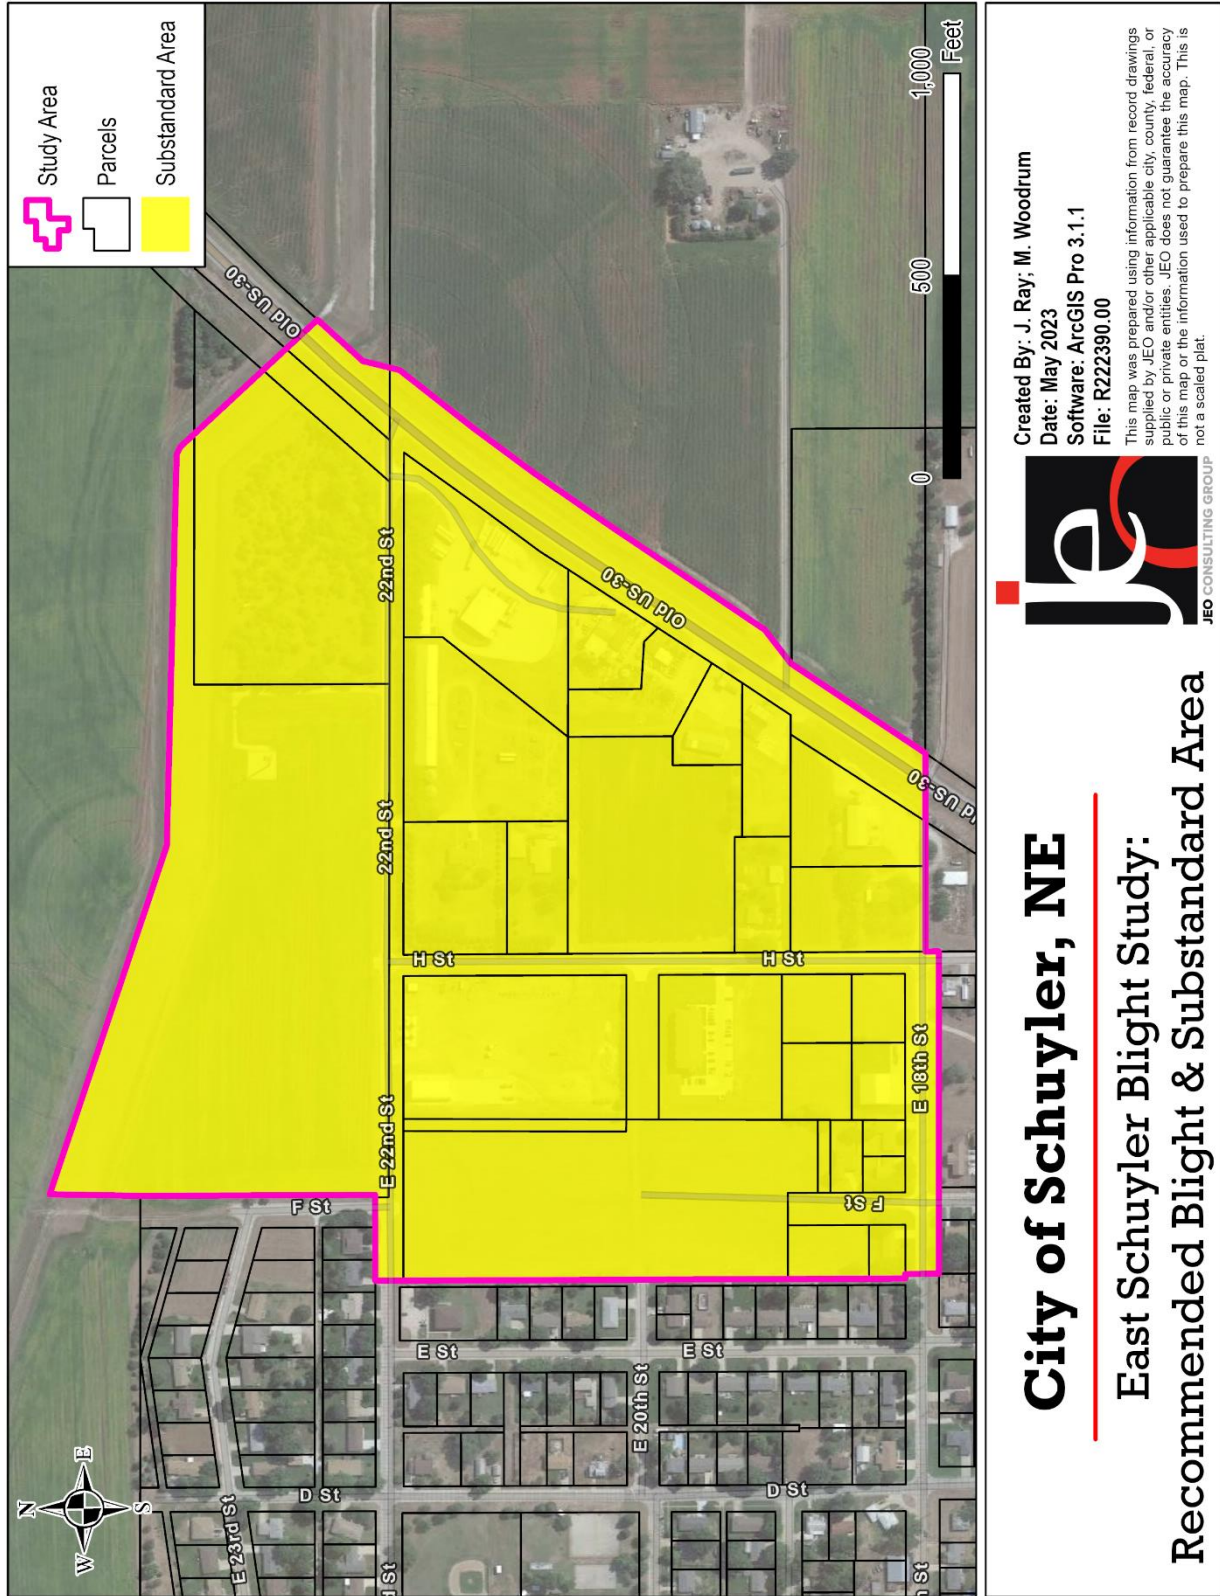 Study Area
Parcels
Substandard Area
N
W
E
S
Old US-30
22nd St
22nd St
E 22nd St
F St
H St
H St
Old US-30
Old US-30
E 18th St
F St
E St
E St
E 20th St
D St
D St
E 23rd St
0
500
1,000
Feet
City of Schuyler, NE
East Schuyler Blight Study:
Recommended Blight & Substandard Area
jeo
JEO CONSULTING GROUP
Created By: J. Ray; M. Woodrum
Date: May 2023
Software: ArcGIS Pro 3.1.1
File: R222390.00
This map was prepared using information from record drawings
supplied by JEO and/or other applicable city, county, federal, or
public or private entities. JEO does not guarantee the accuracy
of this map or the information used to prepare this map. This is
not a scaled plat.